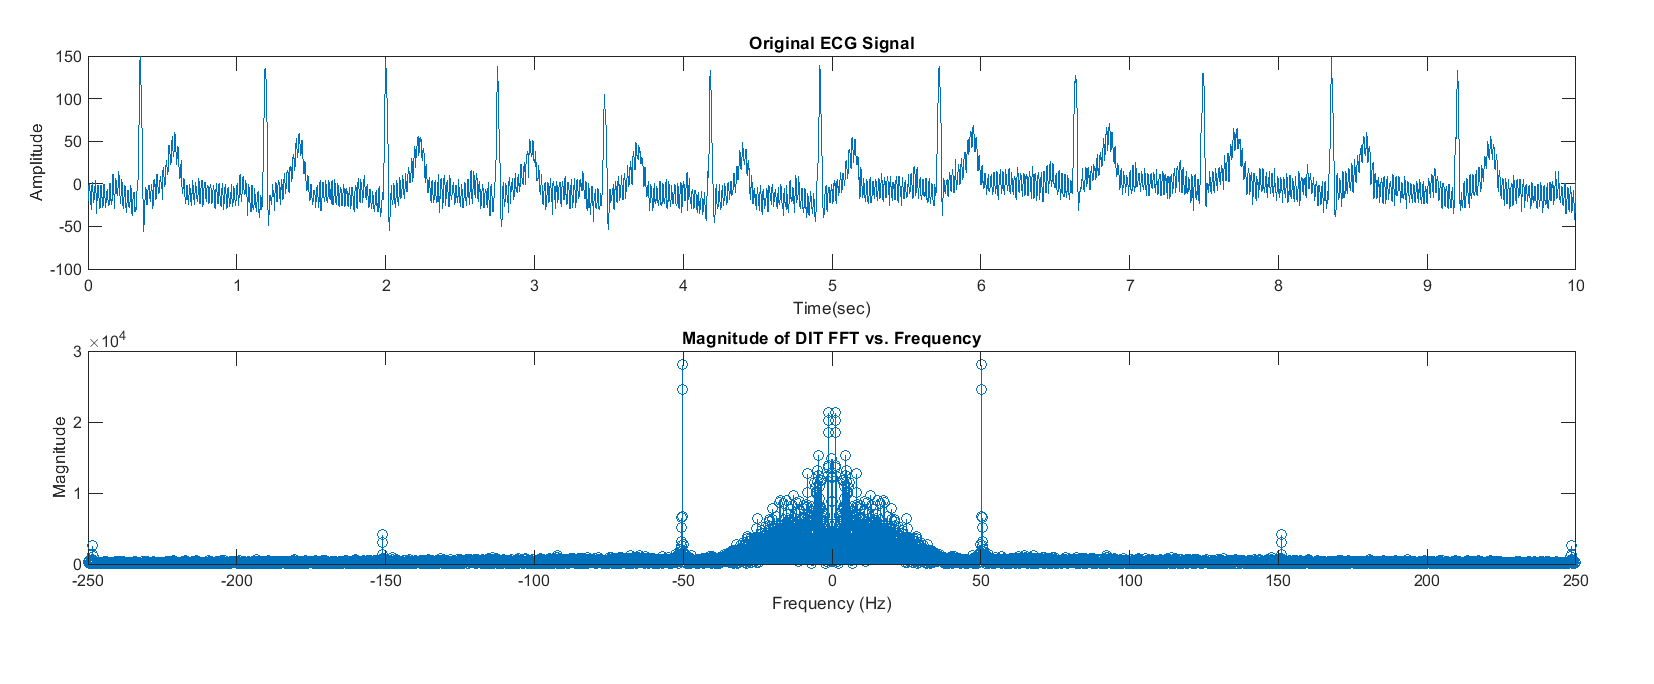 Original ECG Signal
150
100
50
0
-50
-100
Amplitude
0 1 2 3 4 5 6 7 8 9 10
Time(sec)
Magnitude of DIT FFT vs. Frequency
×10⁴
3
2
1
0
Magnitude
-250 -200 -150 -100 -50 0 50 100 150 200 250
Frequency (Hz)